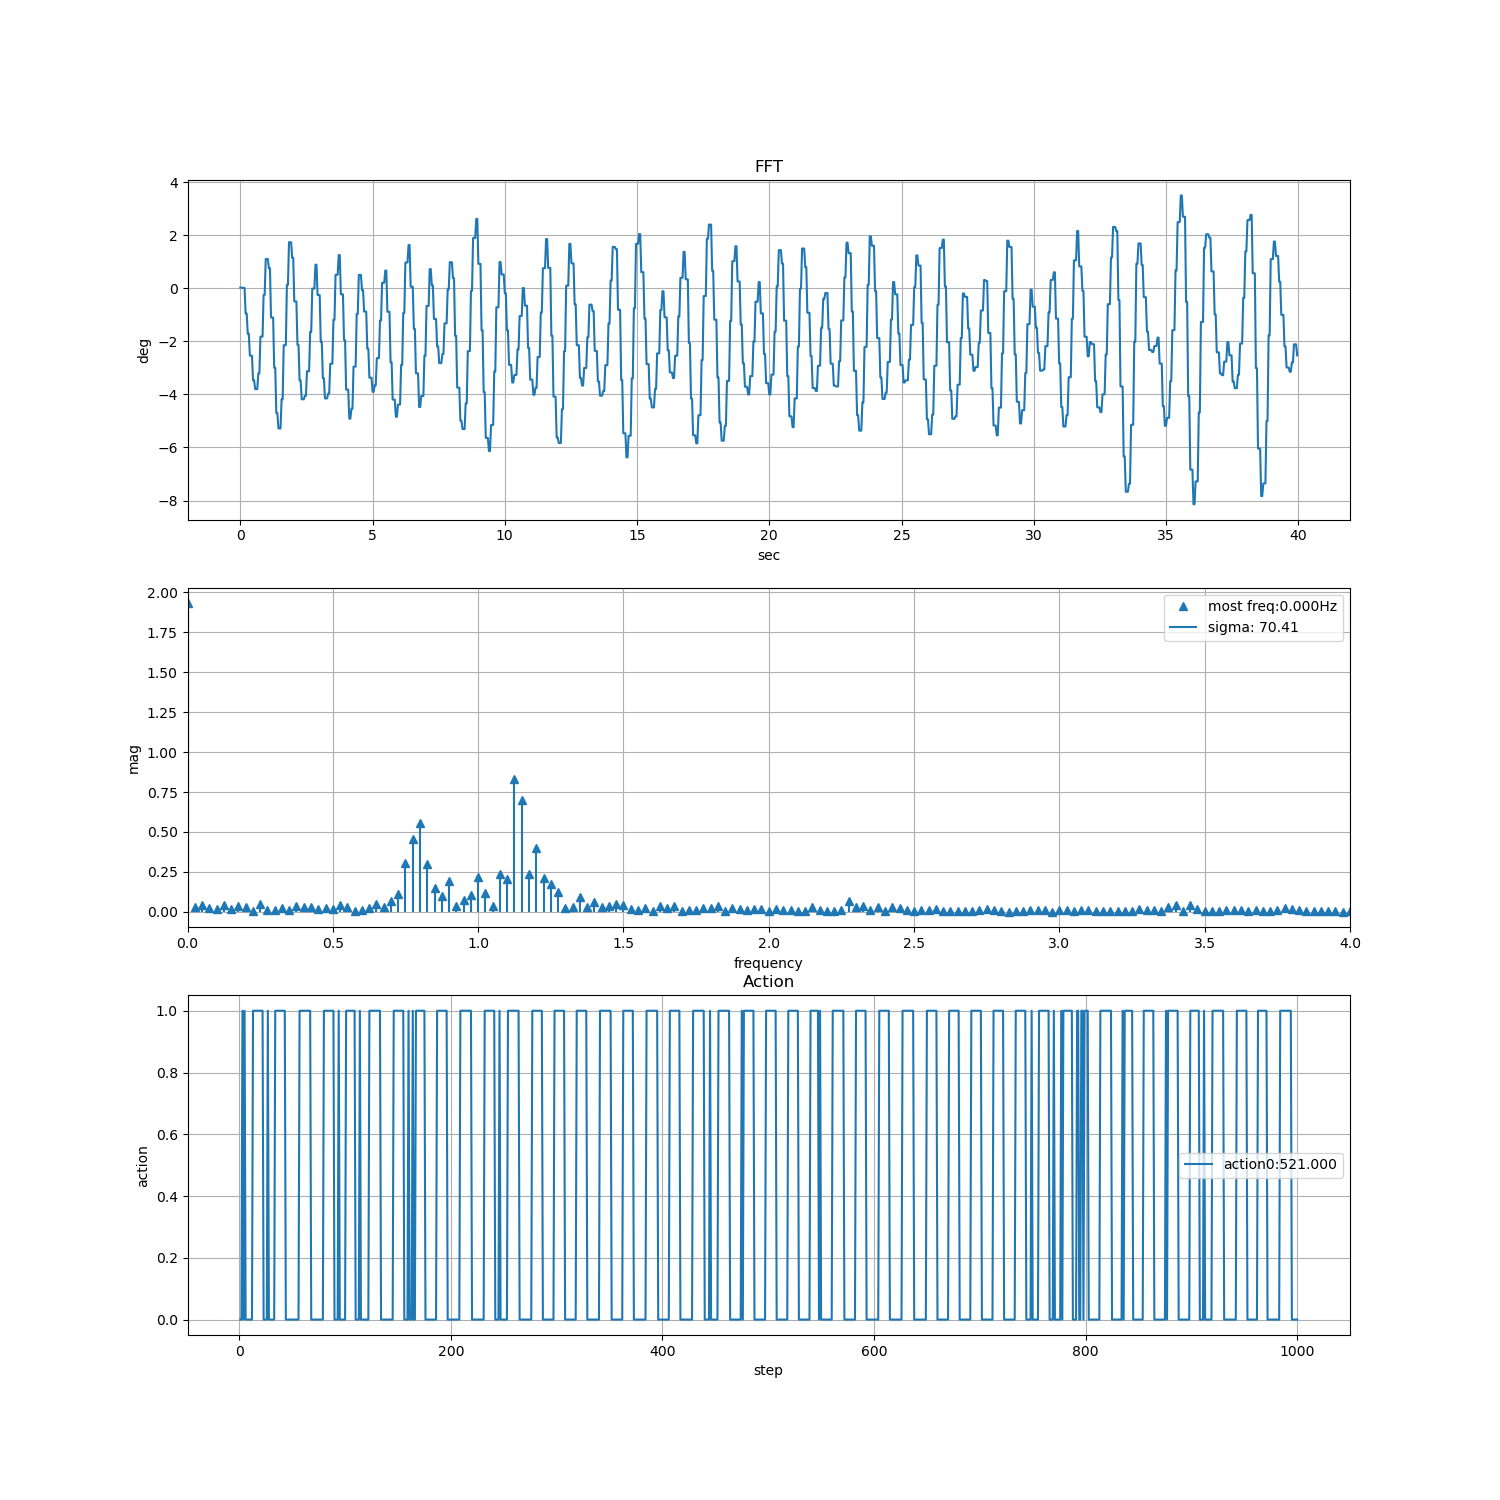 FFT
4
2
0
−2
−4
−6
−8
deg
0 5 10 15 20 25 30 35 40
sec
2.00
1.75
1.50
1.25
1.00
0.75
0.50
0.25
0.00
mag
most freq:0.000Hz
sigma: 70.41
0.0 0.5 1.0 1.5 2.0 2.5 3.0 3.5 4.0
frequency
Action
1.0
0.8
0.6
0.4
0.2
0.0
action
action0:521.000
0 200 400 600 800 1000
step